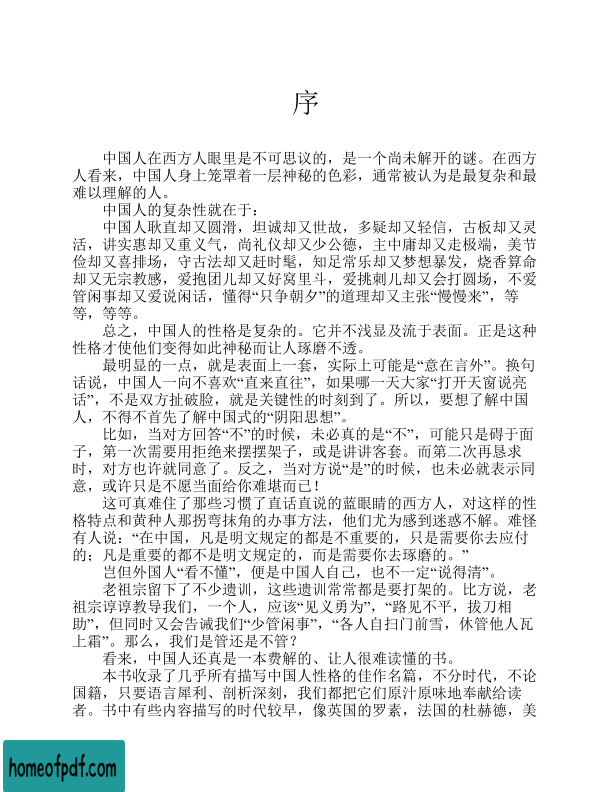 序
中国人在西方人眼里是不可思议的，是一个尚未解开的谜。在西方
人看来，中国人身上笼罩着一层神秘的色彩，通常被认为是最复杂和最
难以理解的人。
中国人的复杂性就在于：
中国人耿直却又圆滑，坦诚却又世故，多疑却又轻信，古板却又灵
活，讲实惠却又重义气，尚礼仪却又少公德，主中庸却又走极端，美节
俭却又喜排场，守古法却又赶时髦，知足常乐却又梦想暴发，烧香算命
却又无宗教感，爱抱团儿却又好窝里斗，爱挑刺儿却又会打圆场，不爱
管闲事却又爱说闲话，懂得“只争朝夕”的道理却又主张“慢慢来”，等
等，等等。
总之，中国人的性格是复杂的。它并不浅显及流于表面。正是这种
性格才使他们变得如此神秘而让人琢磨不透。
最明显的一点，就是表面上一套，实际上可能是“意在言外”。换句
话说，中国人一向不喜欢“直来直往”，如果哪一天大家“打开天窗说亮
话”，不是双方扯破脸，就是关键性的时刻到了。所以，要想了解中国
人，不得不首先了解中国式的“阴阳思想”。
比如，当对方回答“不”的时候，未必真的是“不”，可能只是碍于面
子，第一次需要用拒绝来摆摆架子，或是讲讲客套。而第二次再恳求
时，对方也许就同意了。反之，当对方说“是”的时候，也未必就表示同
意，或许只是不愿当面给你难堪而已！
这可真难住了那些习惯了直话直说的蓝眼睛的西方人，对这样的性
格特点和黄种人那拐弯抹角的办事方法，他们尤为感到迷惑不解。难怪
有人说：“在中国，凡是明文规定的都是不重要的，只是需要你去应付
的；凡是重要的都不是明文规定的，而是需要你去琢磨的。”
岂但外国人“看不懂”，便是中国人自己，也不一定“说得清”。
老祖宗留下了不少遗训，这些遗训常常都是要打架的。比方说，老
祖宗谆谆教导我们，一个人，应该“见义勇为”，“路见不平，拔刀相
助”，但同时又会告诫我们“少管闲事”，“各人自扫门前雪，休管他人瓦
上霜”。那么，我们是管还是不管？
看来，中国人还真是一本费解的、让人很难读懂的书。
本书收录了几乎所有描写中国人性格的佳作名篇，不分时代，不论
国籍，只要语言犀利、剖析深刻，我们都把它们原汁原味地奉献给读
者。书中有些内容描写的时代较早，像英国的罗素，法国的杜赫德，美
homeofpdf.com